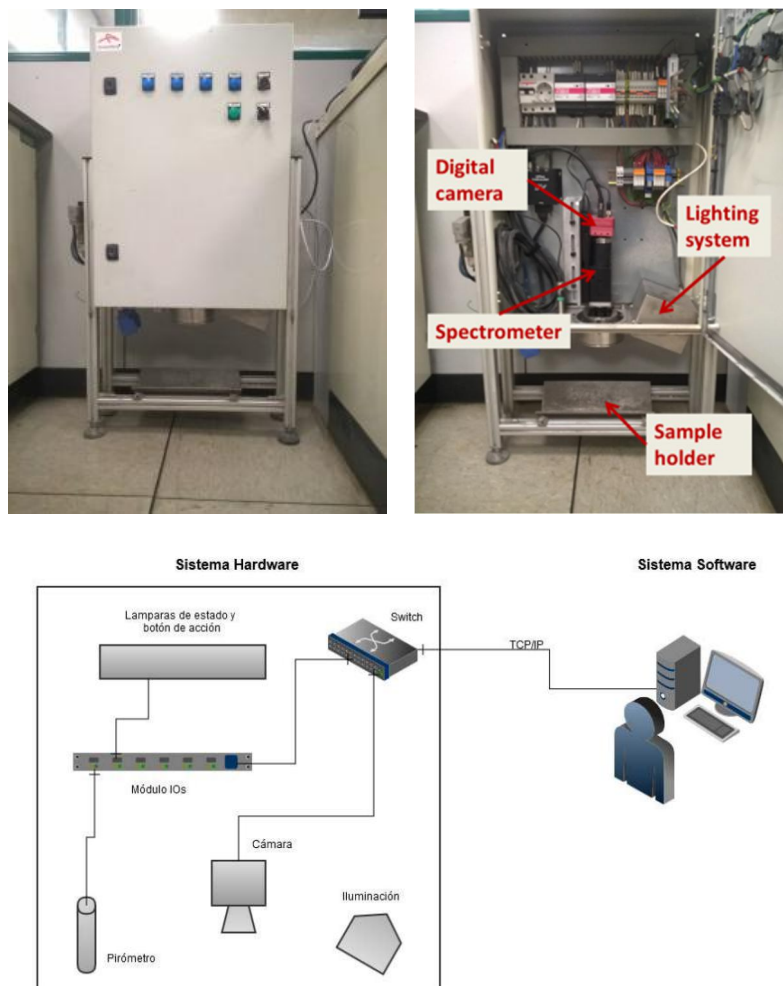 Digital
camera
Lighting
system
Spectrometer
Sample
holder
Sistema Hardware
Sistema Software
Lamparas de estado y
botón de acción
Switch
TCP/IP
Módulo IOs
Cámara
Iluminación
Pirómetro